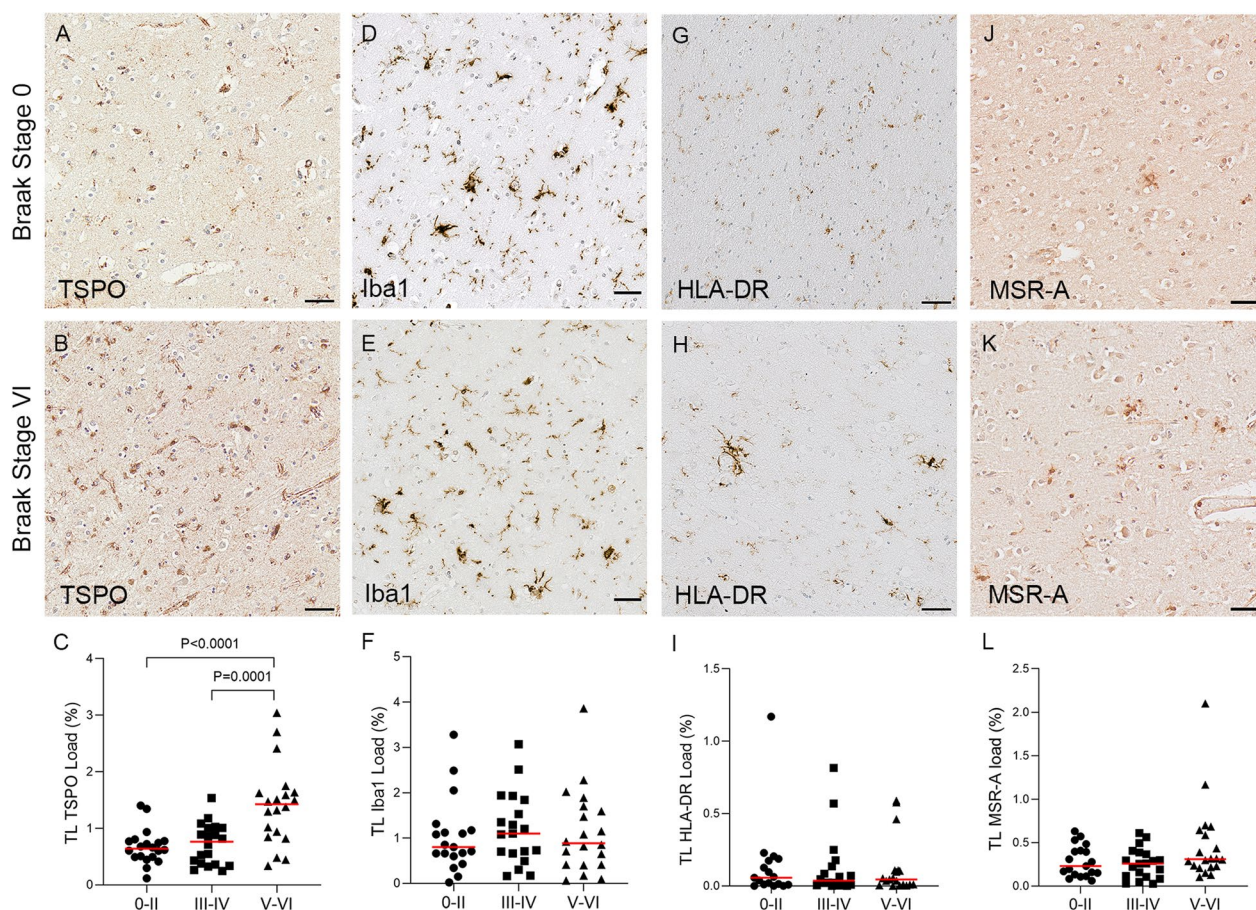 Braak Stage 0
A
TSPO
D
Iba1
G
HLA-DR
J
MSR-A
Braak Stage VI
B
TSPO
E
Iba1
H
HLA-DR
K
MSR-A
C
P<0.0001
P=0.0001
TL TSPO Load (%)
4
3
2
1
0
0-II III-IV V-VI
F
TL Iba1 Load (%)
5
4
3
2
1
0
0-II III-IV V-VI
I
TL HLA-DR Load (%)
1.5
1.0
0.5
0.0
0-II III-IV V-VI
L
TL MSR-A load (%)
2.5
2.0
1.5
1.0
0.5
0.0
0-II III-IV V-VI